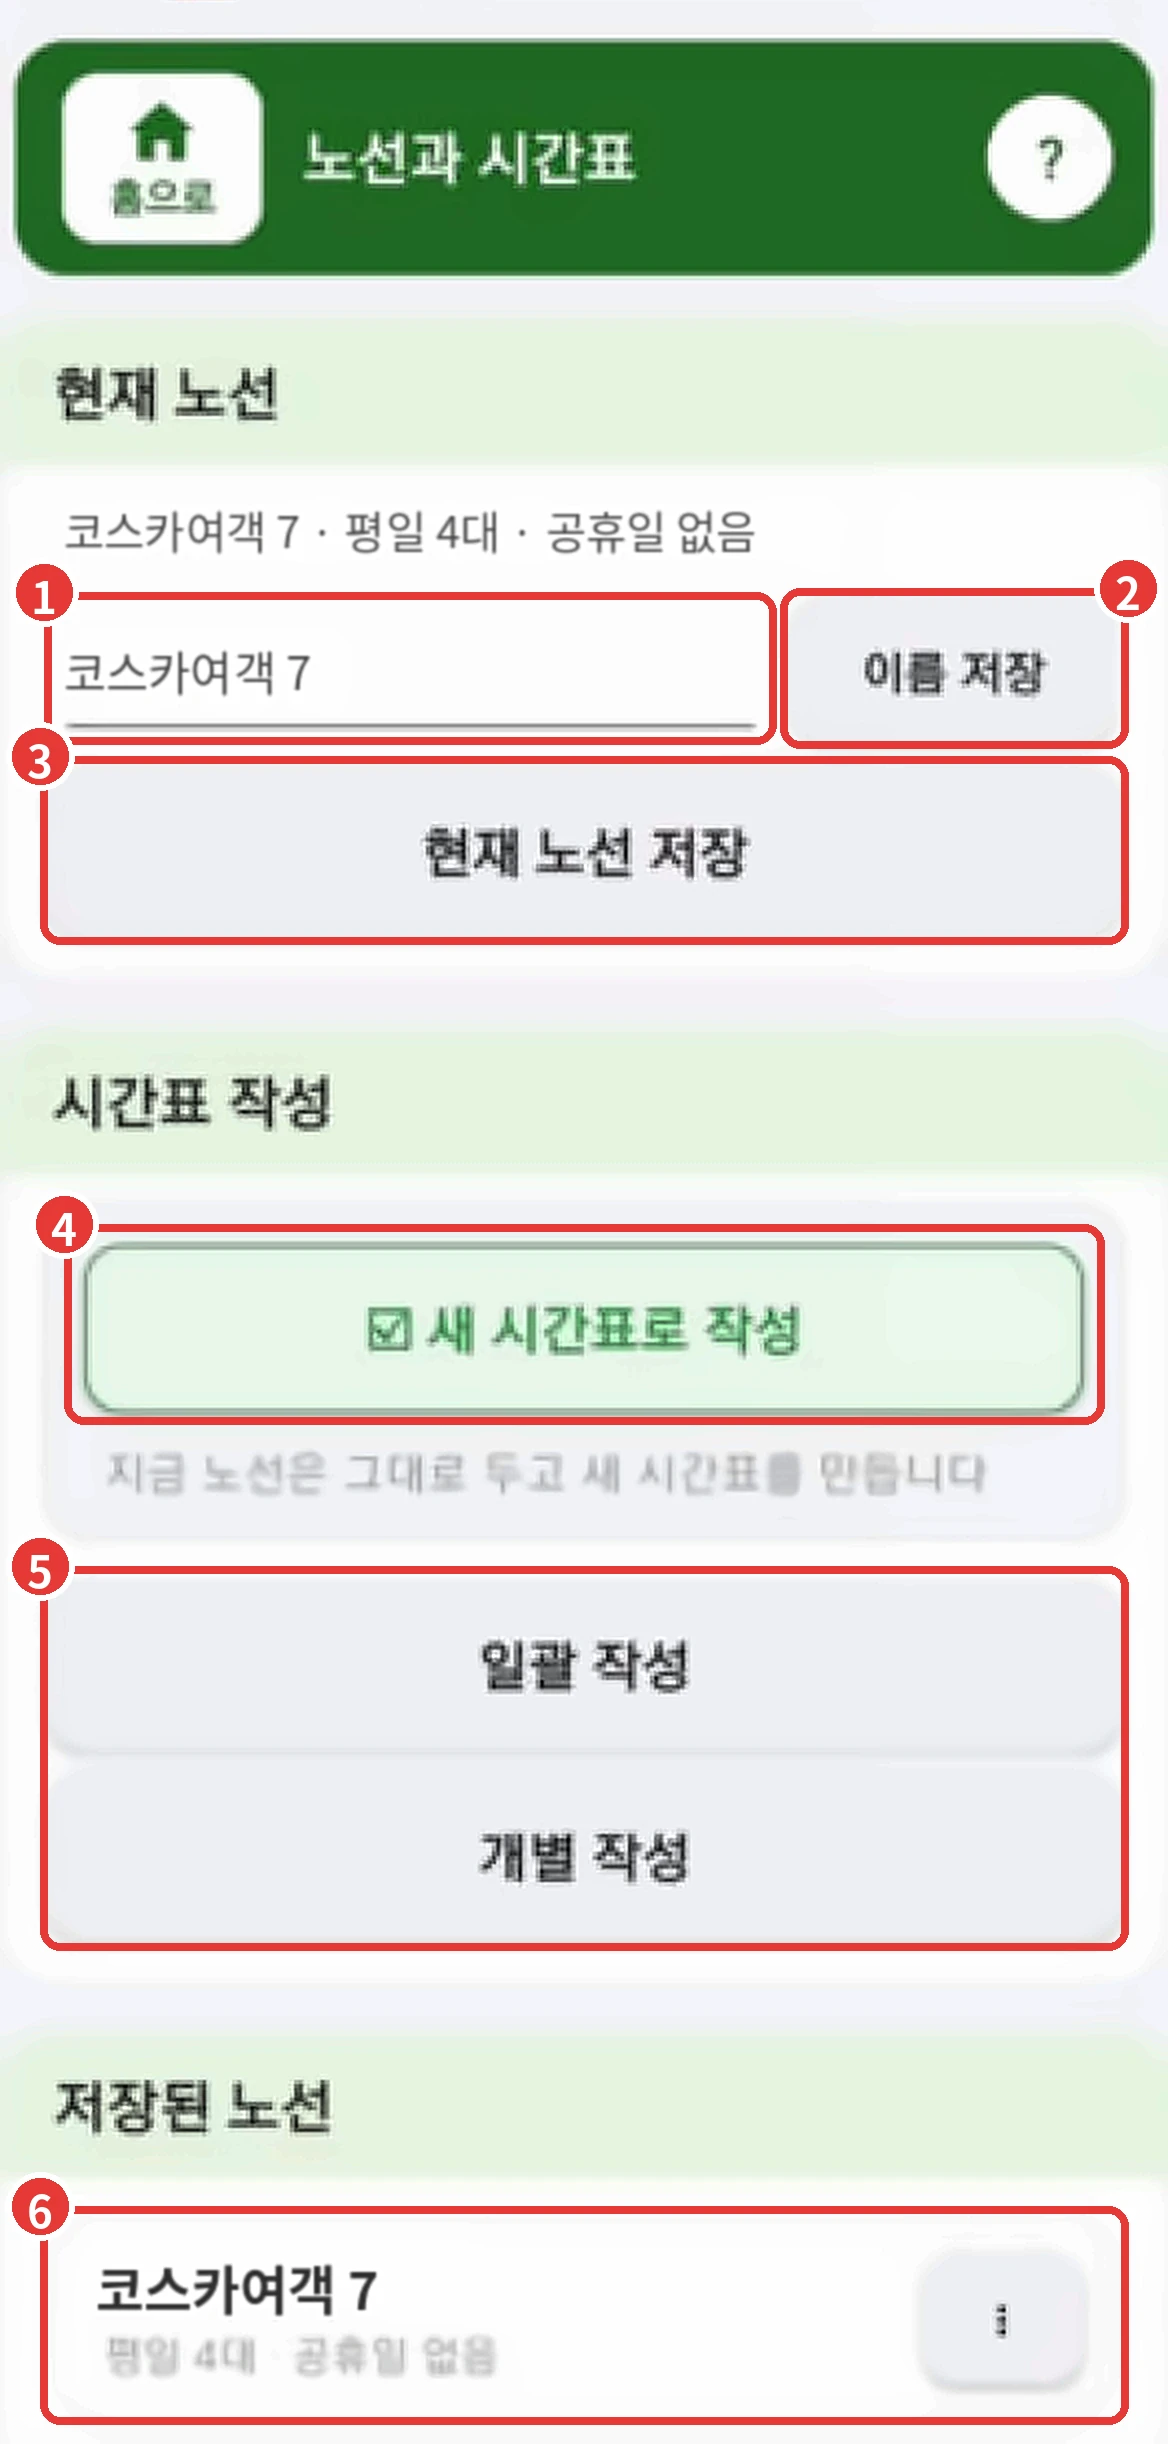 홈으로
노선과 시간표
?
현재 노선
코스카여객 7 · 평일 4대 · 공휴일 없음
1
2
코스카여객 7
이름 저장
3
현재 노선 저장
시간표 작성
4
☑ 새 시간표로 작성
지금 노선은 그대로 두고 새 시간표를 만듭니다
5
일괄 작성
개별 작성
저장된 노선
6
코스카여객 7
평일 4대 · 공휴일 없음